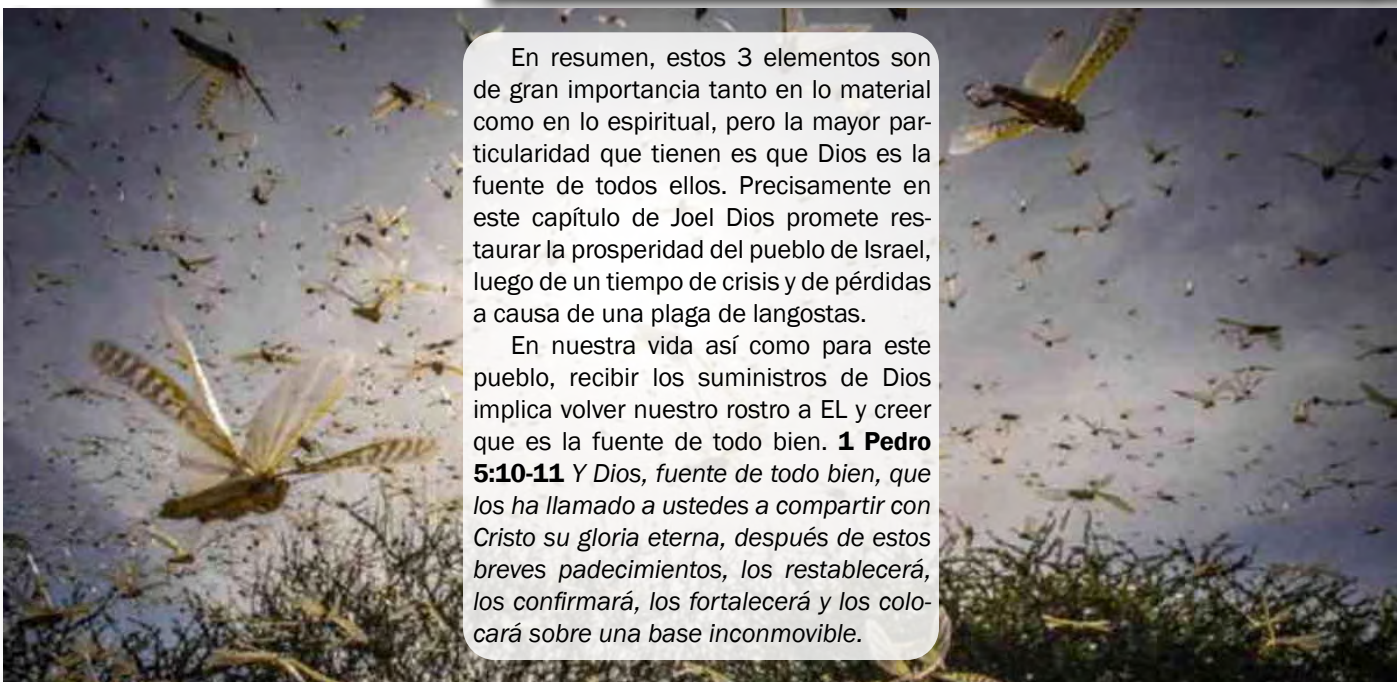 En resumen, estos 3 elementos son
de gran importancia tanto en lo material
como en lo espiritual, pero la mayor par-
ticularidad que tienen es que Dios es la
fuente de todos ellos. Precisamente en
este capítulo de Joel Dios promete res-
taurar la prosperidad del pueblo de Israel,
luego de un tiempo de crisis y de pérdidas
a causa de una plaga de langostas.
En nuestra vida así como para este
pueblo, recibir los suministros de Dios
implica volver nuestro rostro a EL y creer
que es la fuente de todo bien. 1 Pedro
5:10-11 Y Dios, fuente de todo bien, que
los ha llamado a ustedes a compartir con
Cristo su gloria eterna, después de estos
breves padecimientos, los restablecerá,
los confirmará, los fortalecerá y los colo-
cará sobre una base inconmovible.